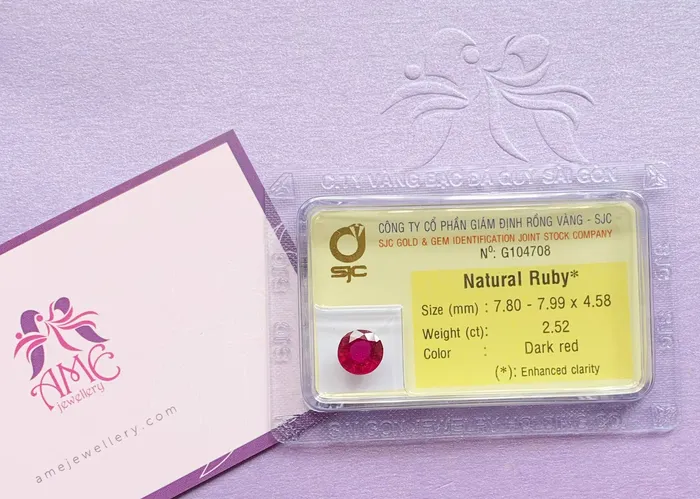 C.TY VÀNG BẠC ĐÁ QUÝ SÀI GÒN
CÔNG TY CỔ PHẦN GIÁM ĐỊNH RỒNG VÀNG - SJC
SJC GOLD & GEM IDENTIFICATION JOINT STOCK COMPANY
Nº: G104708
SJC
Natural Ruby*
Size (mm) : 7.80 - 7.99 x 4.58
Weight (ct): 2.52
Color : Dark red
(*): Enhanced clarity
AME
jewellery
amejewellery.com